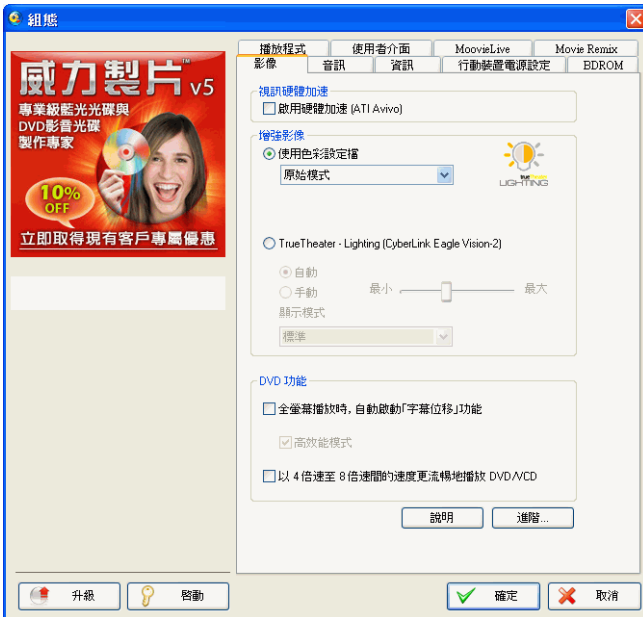 組態
播放程式
使用者介面
MoovieLive
Movie Remix
影像
音訊
資訊
行動裝置電源設定
BDROM
威力製片™ v5
專業級藍光光碟與
DVD影音光碟
製作專家
10%
OFF
立即取得現有客戶專屬優惠
視訊硬體加速
啟用硬體加速 (ATI Avivo)
增強影像
使用色彩設定檔
原始模式
true theater
LIGHTING
TrueTheater - Lighting (CyberLink Eagle Vision-2)
自動
手動
最小
最大
顯示模式
標準
DVD 功能
全螢幕播放時, 自動啟動「字幕位移」功能
高效能模式
以 4 倍速至 8 倍速間的速度更流暢地播放 DVD/VCD
說明
進階...
升級
啓動
確定
取消